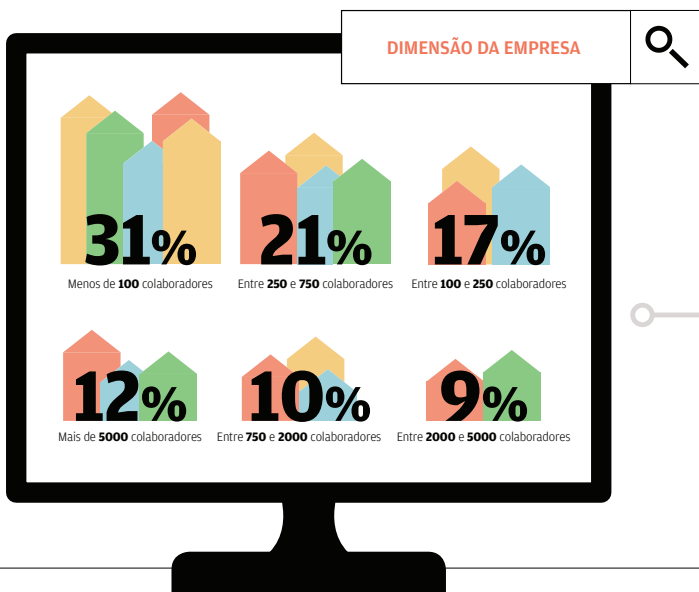 DIMENSÃO DA EMPRESA
31%
Menos de 100 colaboradores
21%
Entre 250 e 750 colaboradores
17%
Entre 100 e 250 colaboradores
12%
Mais de 5000 colaboradores
10%
Entre 750 e 2000 colaboradores
9%
Entre 2000 e 5000 colaboradores